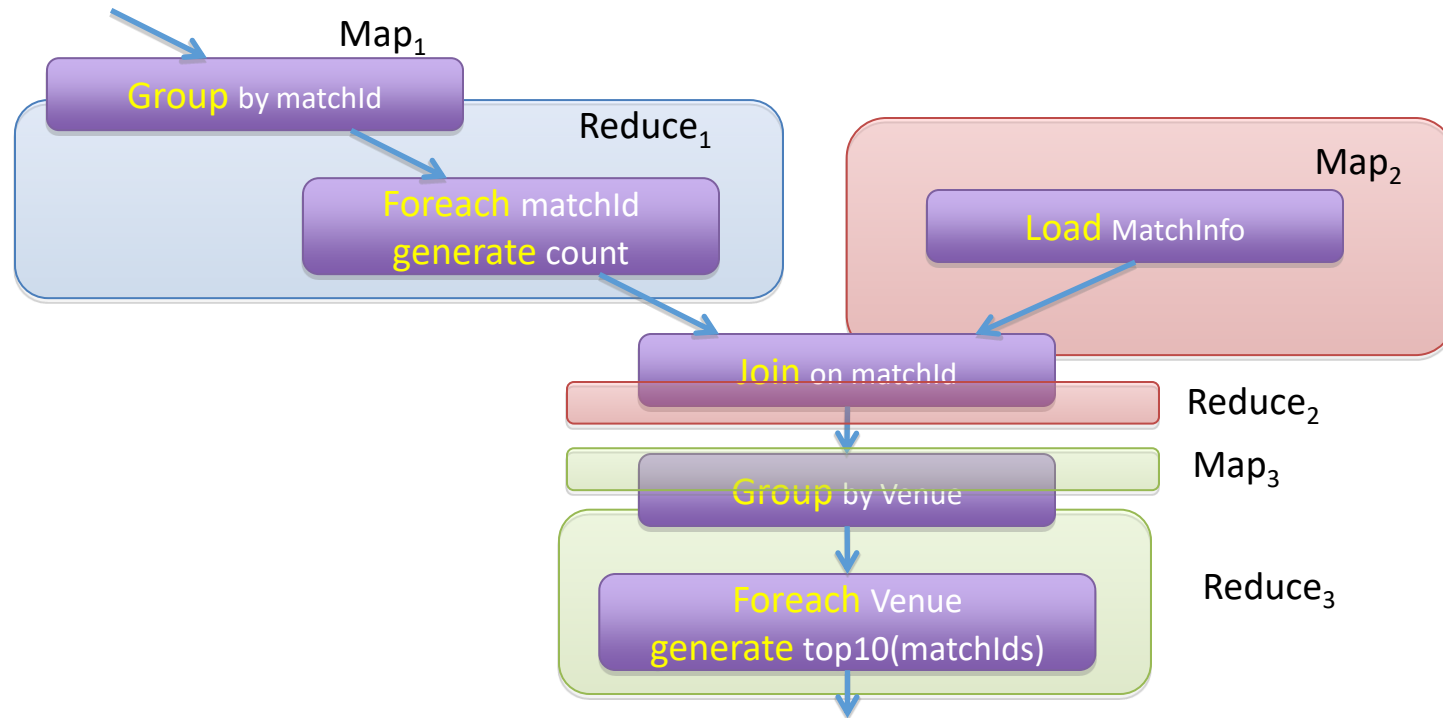 Map₁
Group by matchId
Reduce₁
Foreach matchId
generate count
Map₂
Load MatchInfo
Join on matchId
Reduce₂
Map₃
Group by Venue
Reduce₃
Foreach Venue
generate top10(matchIds)